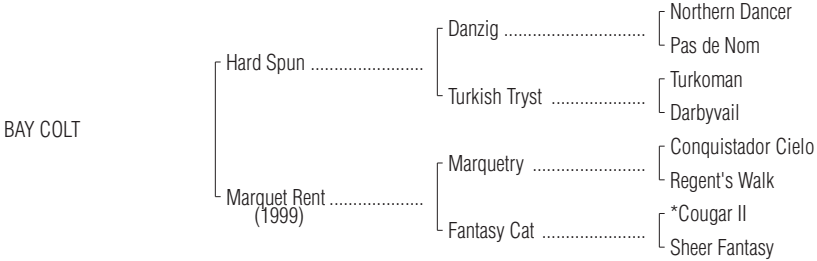 Northern Dancer
Danzig ..............................
Pas de Nom
Hard Spun ........................
Turkoman
Turkish Tryst ....................
Darbyvail
BAY COLT
Conquistador Cielo
Marquetry ........................
Regent's Walk
Marquet Rent ....................
(1999)
*Cougar II
Fantasy Cat ......................
Sheer Fantasy